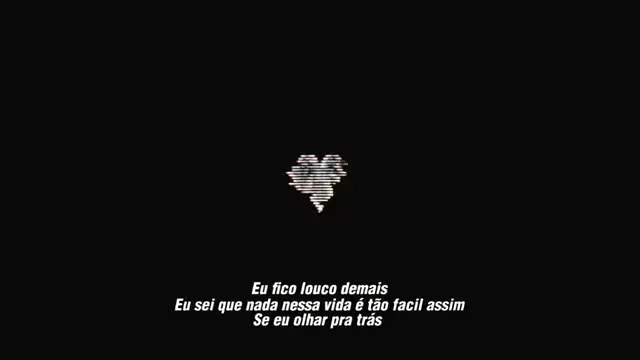 Eu fico louco demais
Eu sei que nada nessa vida é tão facil assim
Se eu olhar pra trás